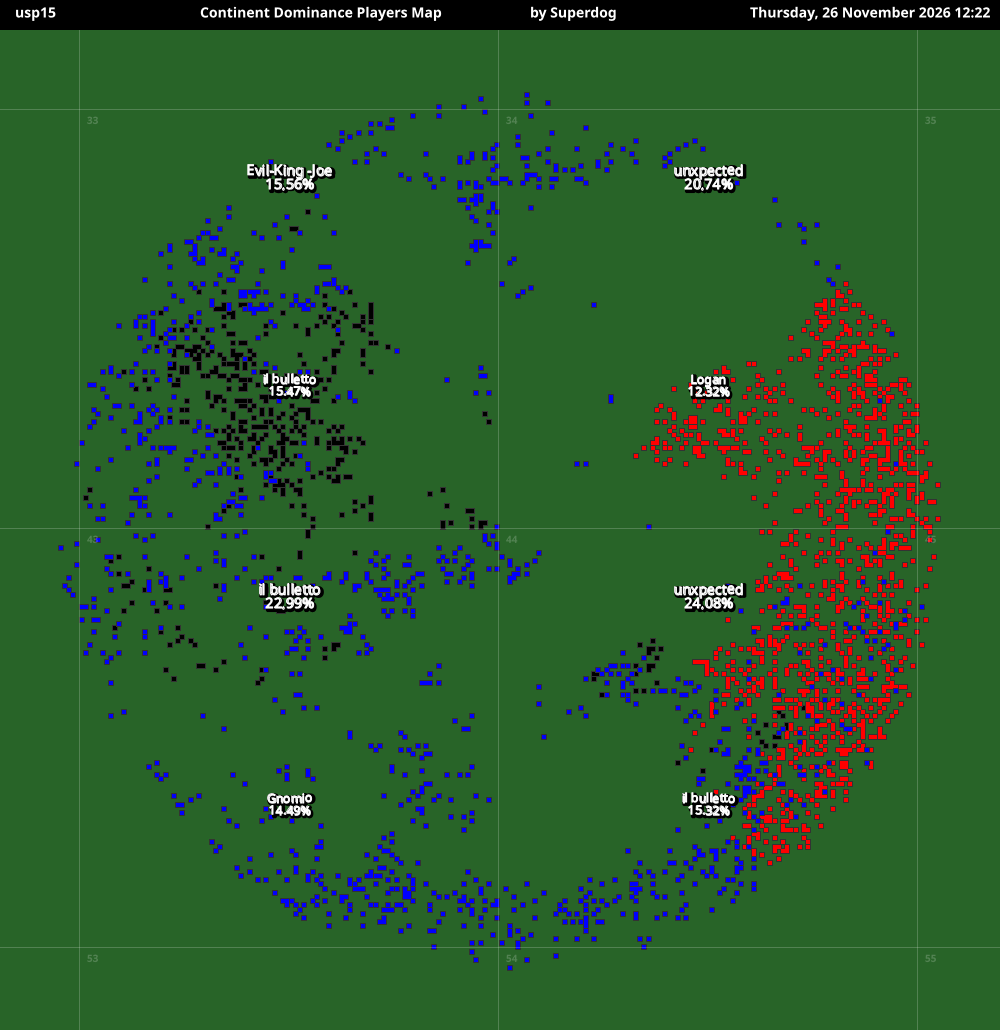 usp15 Continent Dominance Players Map by Superdog Thursday, 26 November 2026 12:22
33 34 35
Evil-King -Joe
15,56%
unxpected
20,74%
il bulletto
15.47%
Logan
12.32%
43 44 45
il bulletto
22,99%
unxpected
24,08%
Gnomio
14.49%
il bulletto
15.32%
53 54 55